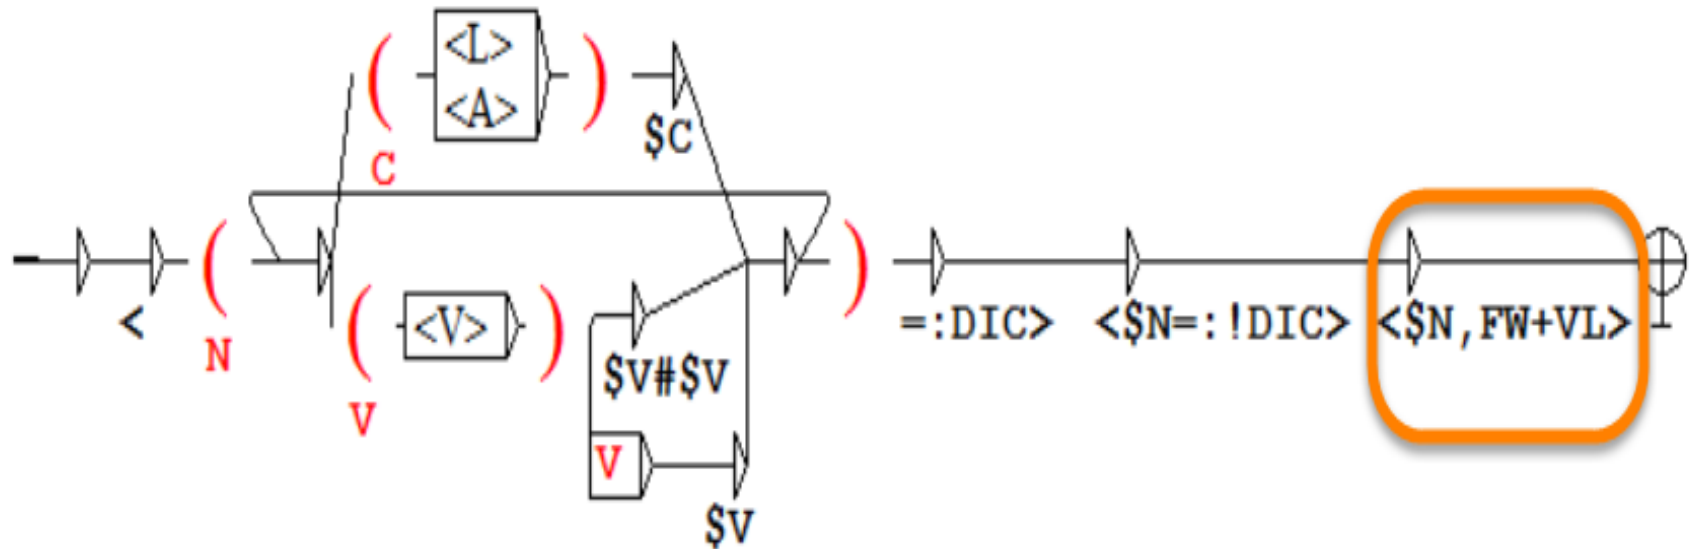 ( <L> )
<A>
$C
C
( )
< =:DIC> <$N=:!DIC> <$N,FW+VL>
N
( <V> )
$V#$V
V
V
$V